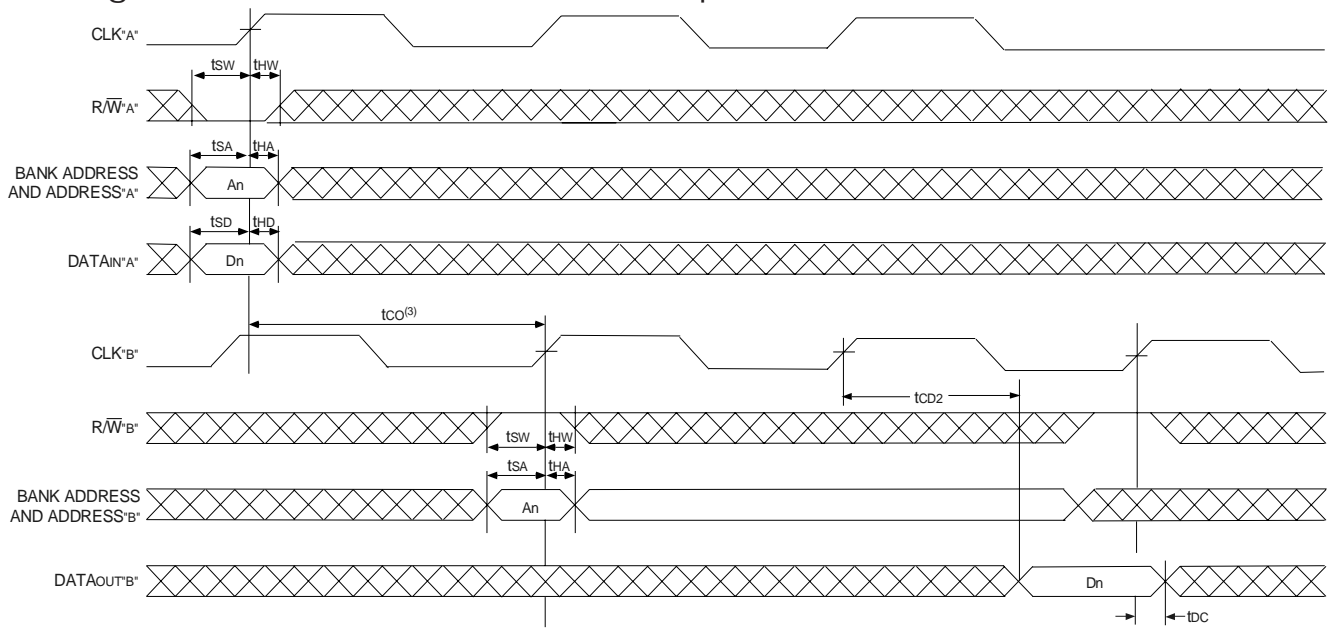 CLK"A"
tSW tHW
R/W̅"A"
tSA tHA
BANK ADDRESS
AND ADDRESS"A"
An
tSD tHD
DATAIN"A"
Dn
tCO(3)
CLK"B"
tCD2
R/W̅"B"
tSW tHW
tSA tHA
BANK ADDRESS
AND ADDRESS"B"
An
DATAOUT"B"
Dn
tDC